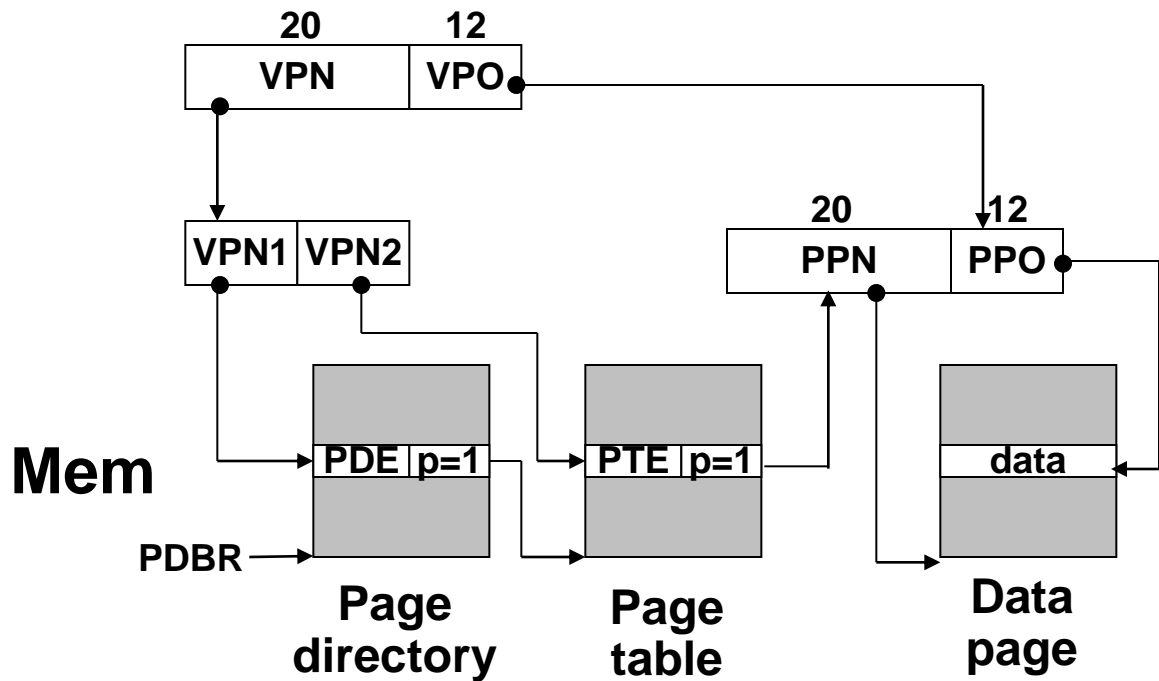 20 12
VPN VPO
20 12
VPN1 VPN2
PPN PPO
Mem
PDE p=1
PTE p=1
data
PDBR
Page
directory
Page
table
Data
page